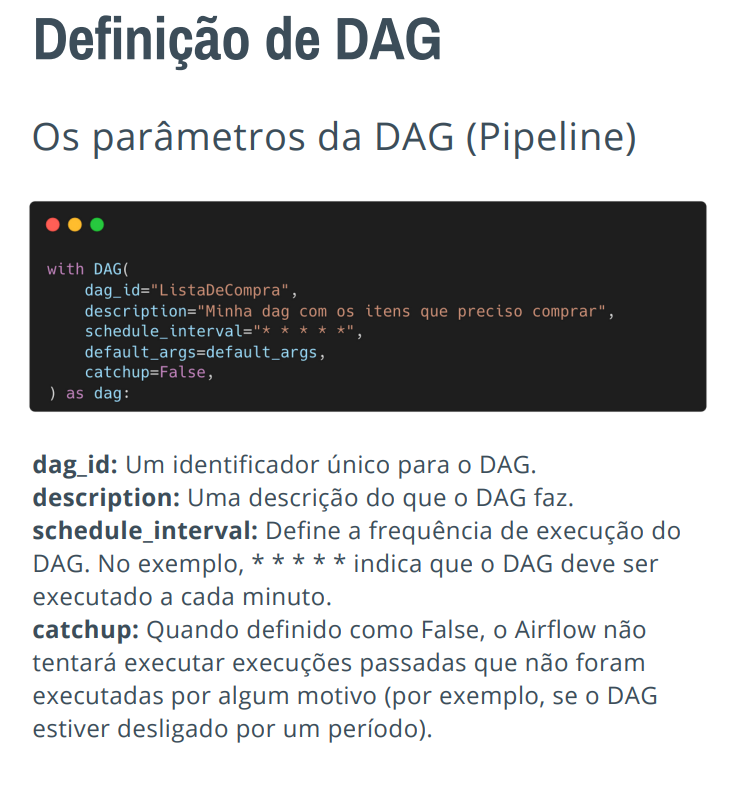 Definição de DAG
Os parâmetros da DAG (Pipeline)
with DAG(
    dag_id="ListaDeCompra",
    description="Minha dag com os itens que preciso comprar",
    schedule_interval="* * * * *",
    default_args=default_args,
    catchup=False,
) as dag:
dag_id: Um identificador único para o DAG.
description: Uma descrição do que o DAG faz.
schedule_interval: Define a frequência de execução do
DAG. No exemplo, * * * * * indica que o DAG deve ser
executado a cada minuto.
catchup: Quando definido como False, o Airflow não
tentará executar execuções passadas que não foram
executadas por algum motivo (por exemplo, se o DAG
estiver desligado por um período).